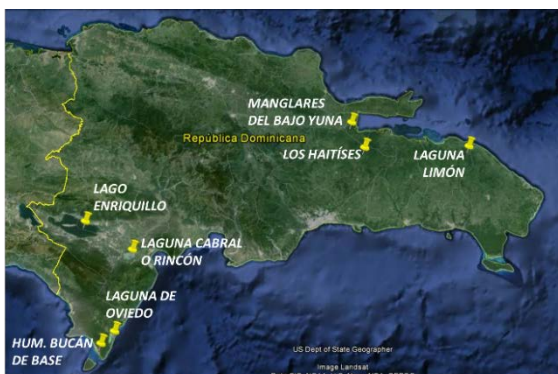 MANGLARES
DEL BAJO YUNA
República Dominicana
LOS HAITÍSES
LAGUNA
LIMÓN
LAGO
ENRIQUILLO
LAGUNA CABRAL
O RINCÓN
LAGUNA DE
OVIEDO
HUM. BUCÁN
DE BASE
US Dept of State Geographer
Image Landsat